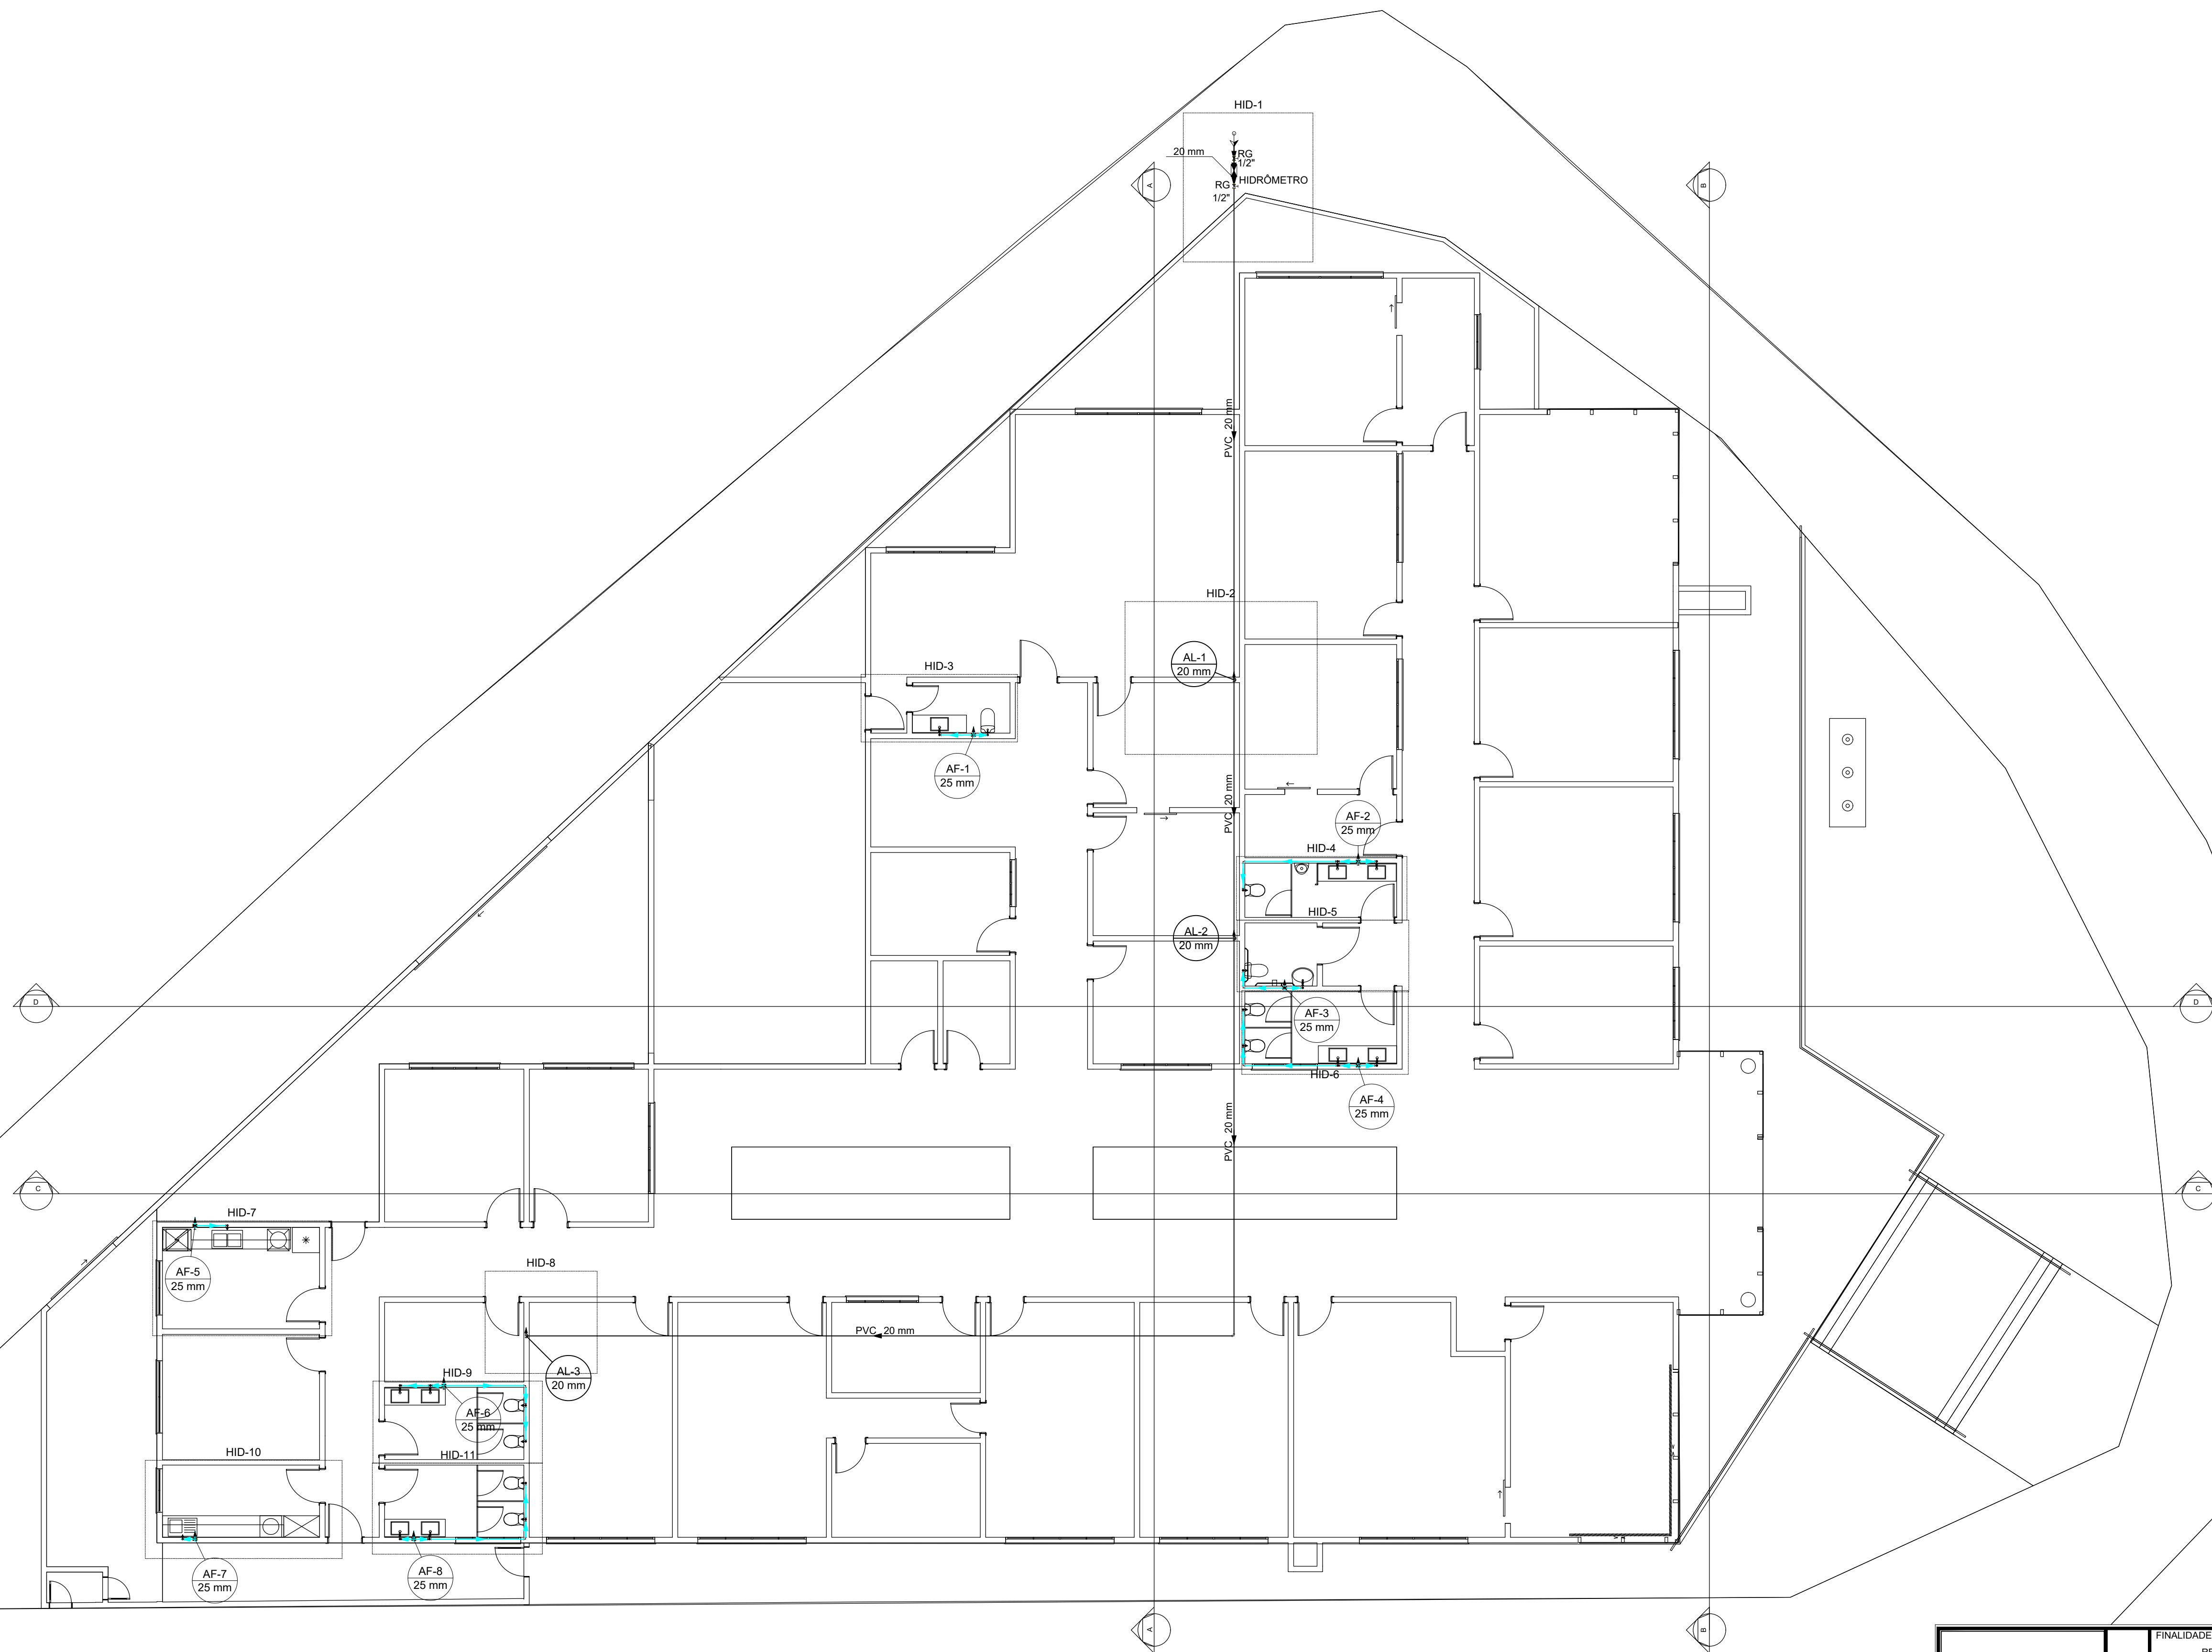 HID-1
20 mm
RG
1/2"
HIDRÔMETRO
RG
1/2"
A
B
PVC 20 mm
HID-2
AL-1
20 mm
HID-3
AF-1
25 mm
PVC 20 mm
AF-2
25 mm
HID-4
HID-5
AL-2
20 mm
D
D
AF-3
25 mm
HID-6
AF-4
25 mm
PVC 20 mm
C
C
HID-7
AF-5
25 mm
HID-8
PVC 20 mm
AL-3
20 mm
HID-9
AF-6
25 mm
HID-10
HID-11
AF-7
25 mm
AF-8
25 mm
A
B
FINALIDADE